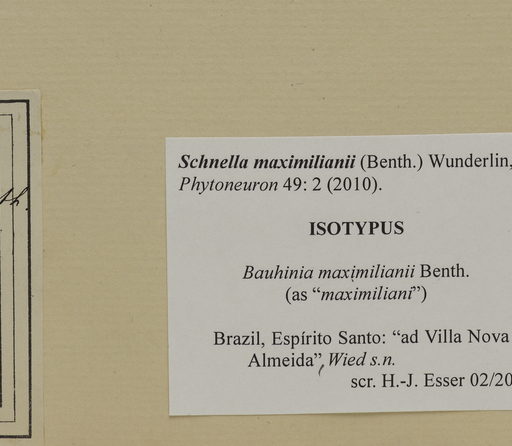 th.
Schnella maximilianii (Benth.) Wunderlin,
Phytoneuron 49: 2 (2010).
ISOTYPUS
Bauhinia maximilianii Benth.
(as “maximiliani”)
Brazil, Espírito Santo: “ad Villa Nova
Almeida”, Wied s.n.
scr. H.-J. Esser 02/20